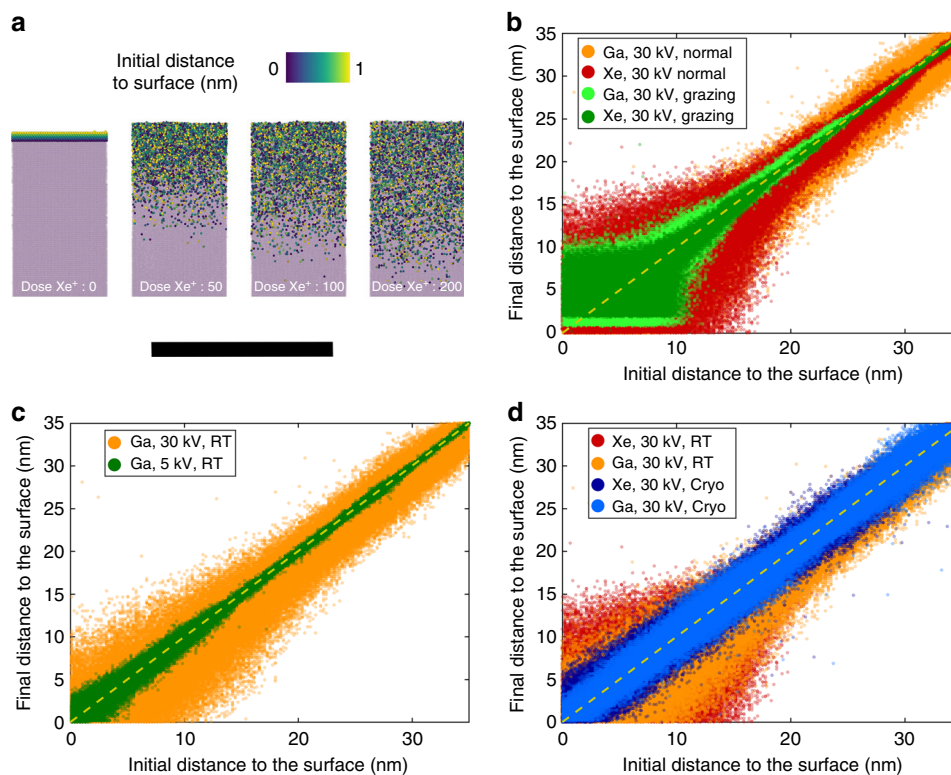 a
Initial distance
to surface (nm)
0
1
Dose Xe⁺ : 0
Dose Xe⁺ : 50
Dose Xe⁺ : 100
Dose Xe⁺ : 200
b
Final distance to the surface (nm)
35
30
25
20
15
10
5
0
Ga, 30 kV, normal
Xe, 30 kV normal
Ga, 30 kV, grazing
Xe, 30 kV, grazing
0
10
20
30
Initial distance to the surface (nm)
c
Final distance to the surface (nm)
35
30
25
20
15
10
5
0
Ga, 30 kV, RT
Ga, 5 kV, RT
0
10
20
30
Initial distance to the surface (nm)
d
Final distance to the surface (nm)
35
30
25
20
15
10
5
0
Xe, 30 kV, RT
Ga, 30 kV, RT
Xe, 30 kV, Cryo
Ga, 30 kV, Cryo
0
10
20
30
Initial distance to the surface (nm)